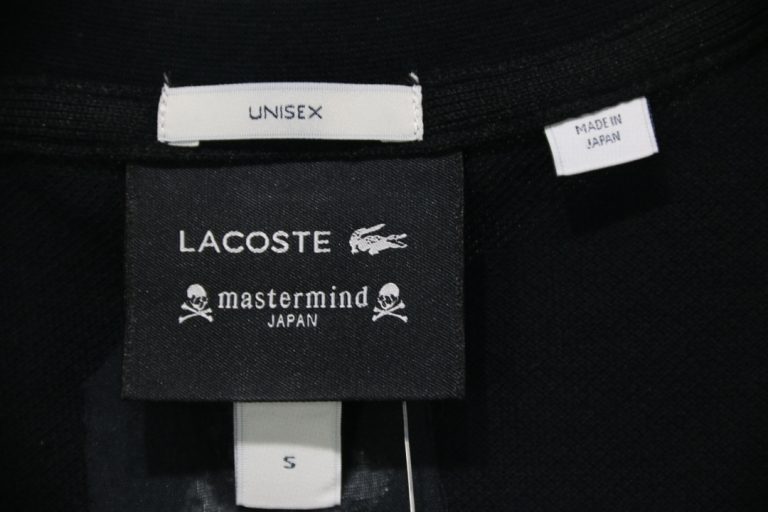 UNISEX
MADE IN
JAPAN
LACOSTE
mastermind
JAPAN
S